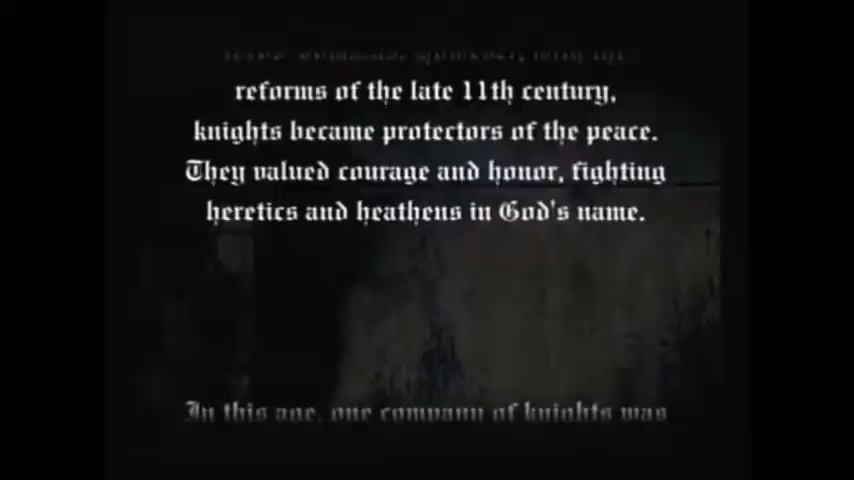 reforms of the late 11th century,
knights became protectors of the peace.
They valued courage and honor, fighting
heretics and heathens in God's name.
In this age, one company of knights was